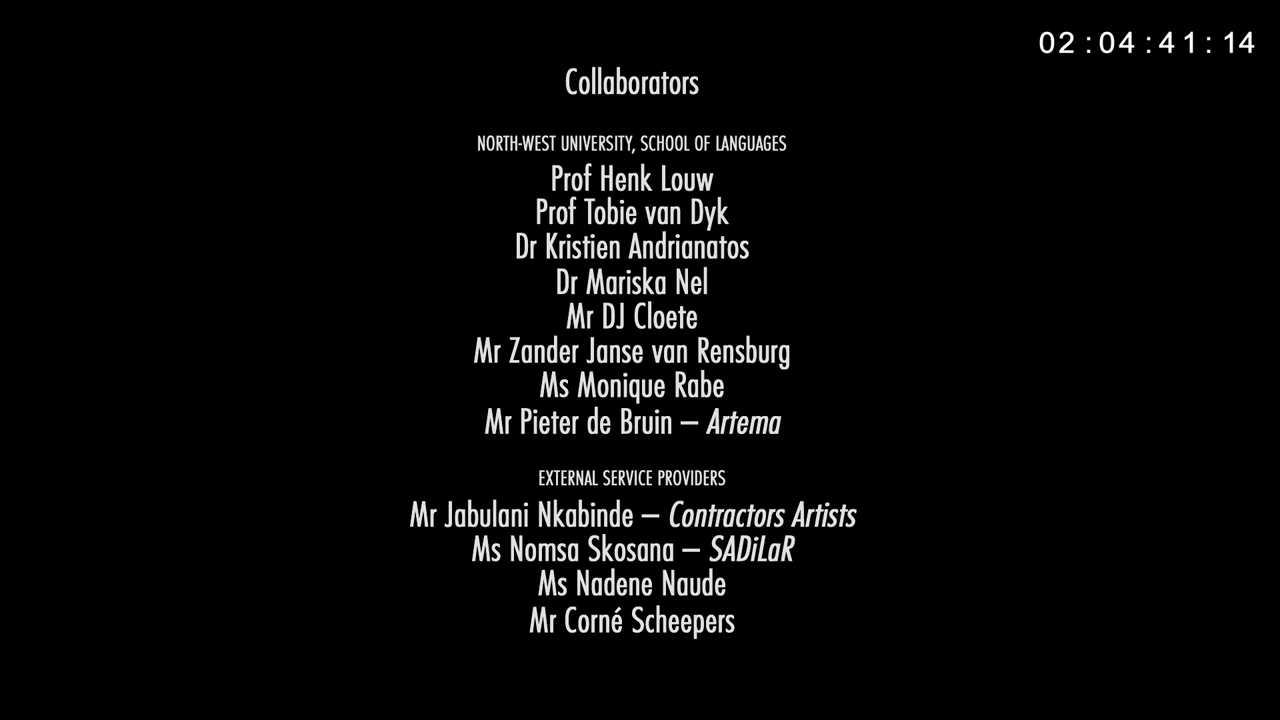 02:04:41:14
Collaborators
NORTH-WEST UNIVERSITY, SCHOOL OF LANGUAGES
Prof Henk Louw
Prof Tobie van Dyk
Dr Kristien Andrianatos
Dr Mariska Nel
Mr DJ Cloete
Mr Zander Janse van Rensburg
Ms Monique Rabe
Mr Pieter de Bruin – Artema
EXTERNAL SERVICE PROVIDERS
Mr Jabulani Nkabinde – Contractors Artists
Ms Nomsa Skosana – SADiLaR
Ms Nadene Naude
Mr Corné Scheepers